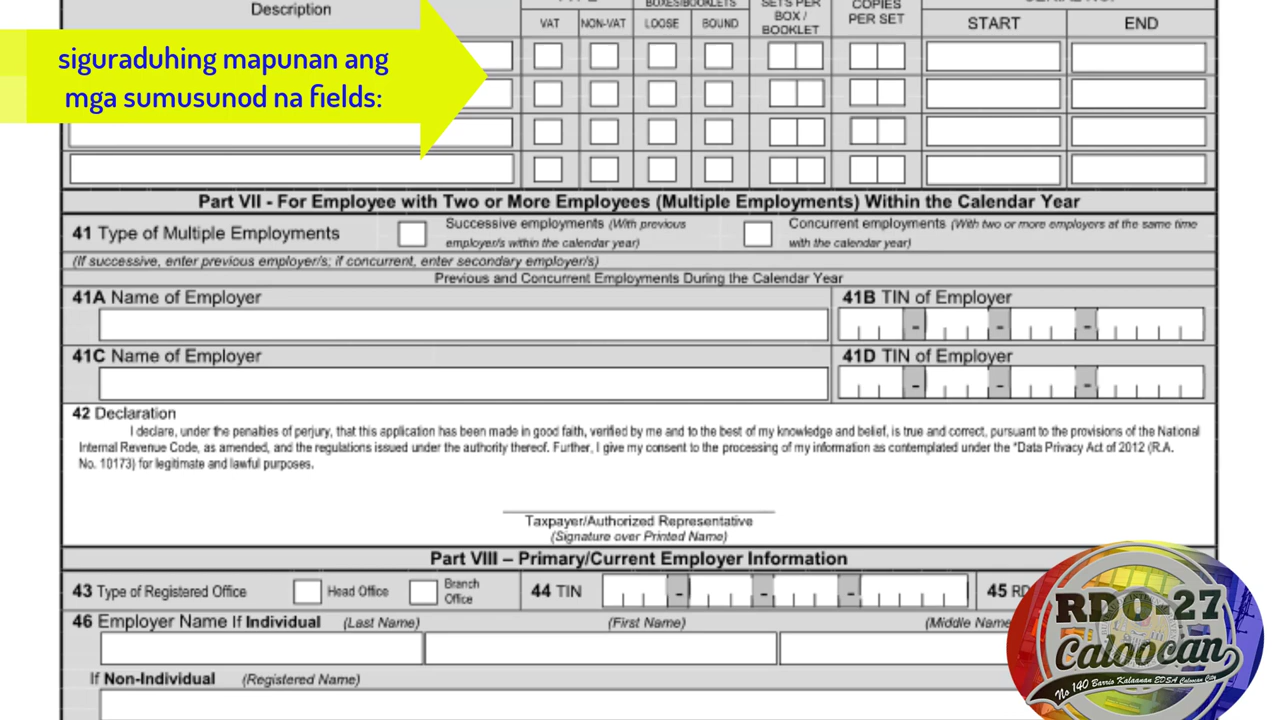 Description
VAT
NON-VAT
LOOSE
BOUND
BOXES/BOOKLETS
SETS PER
BOX /
BOOKLET
COPIES
PER SET
START
END
siguraduhing mapunan ang
mga sumusunod na fields:
Part VII - For Employee with Two or More Employees (Multiple Employments) Within the Calendar Year
41 Type of Multiple Employments
Successive employments (With previous
employer/s within the calendar year)
Concurrent employments (With two or more employers at the same time
with the calendar year)
(If successive, enter previous employer/s; if concurrent, enter secondary employer/s)
Previous and Concurrent Employments During the Calendar Year
41A Name of Employer
41B TIN of Employer
- - -
41C Name of Employer
41D TIN of Employer
- - -
42 Declaration
I declare, under the penalties of perjury, that this application has been made in good faith, verified by me and to the best of my knowledge and belief, is true and correct, pursuant to the provisions of the National
Internal Revenue Code, as amended, and the regulations issued under the authority thereof. Further, I give my consent to the processing of my information as contemplated under the "Data Privacy Act of 2012 (R.A.
No. 10173) for legitimate and lawful purposes.
Taxpayer/Authorized Representative
(Signature over Printed Name)
Part VIII – Primary/Current Employer Information
43 Type of Registered Office
Head Office
Branch
Office
44 TIN
- - -
45 RD
46 Employer Name If Individual (Last Name) (First Name) (Middle Name
If Non-Individual (Registered Name)
RDO-27
Caloocan
No 140 Barrio Kalaanan EDSA Caloocan City